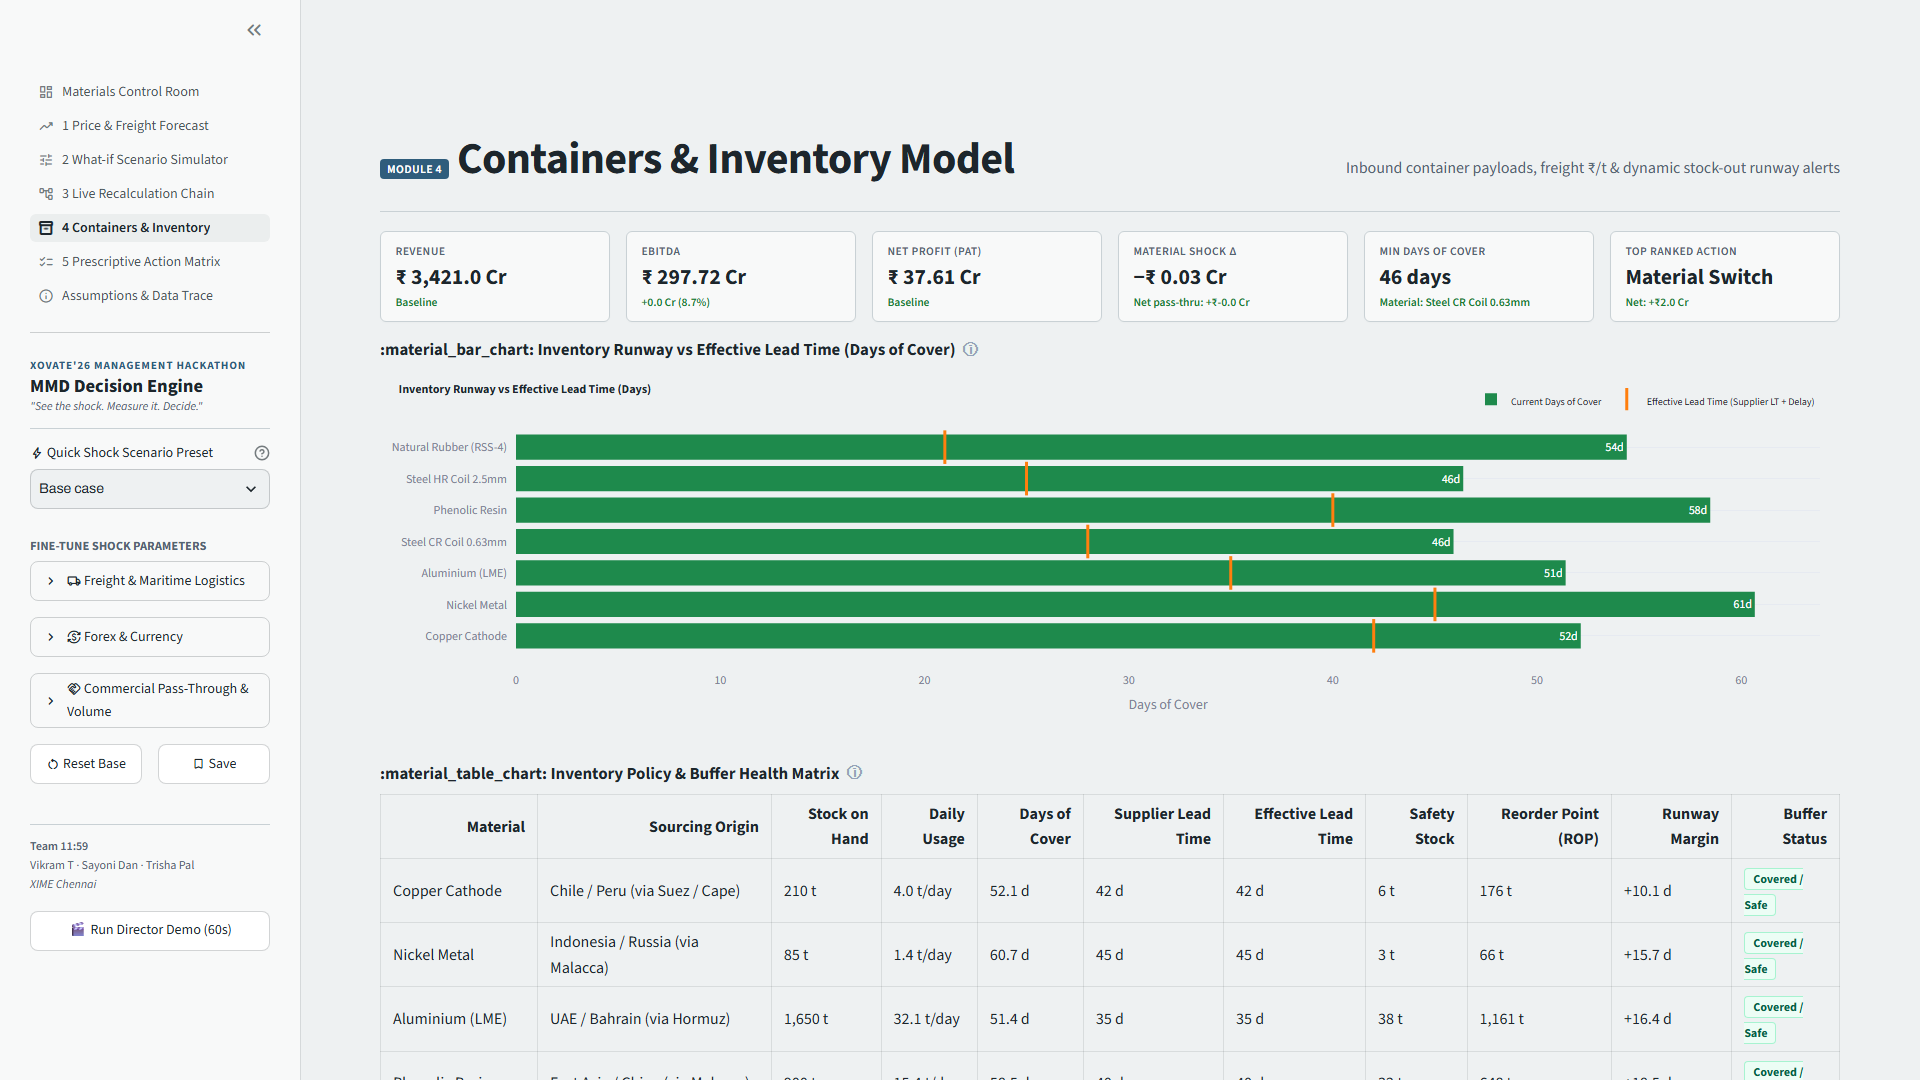 Materials Control Room
1 Price & Freight Forecast
2 What-if Scenario Simulator
3 Live Recalculation Chain
4 Containers & Inventory
5 Prescriptive Action Matrix
Assumptions & Data Trace
XOVATE'26 MANAGEMENT HACKATHON
MMD Decision Engine
"See the shock. Measure it. Decide."
Quick Shock Scenario Preset
Base case
FINE-TUNE SHOCK PARAMETERS
Freight & Maritime Logistics
Forex & Currency
Commercial Pass-Through &
Volume
Reset Base
Save
Team 11:59
Vikram T · Sayoni Dan · Trisha Pal
XIME Chennai
Run Director Demo (60s)
MODULE 4 Containers & Inventory Model
Inbound container payloads, freight ₹/t & dynamic stock-out runway alerts
REVENUE
₹ 3,421.0 Cr
Baseline
EBITDA
₹ 297.72 Cr
+0.0 Cr (8.7%)
NET PROFIT (PAT)
₹ 37.61 Cr
Baseline
MATERIAL SHOCK Δ
−₹ 0.03 Cr
Net pass-thru: +₹-0.0 Cr
MIN DAYS OF COVER
46 days
Material: Steel CR Coil 0.63mm
TOP RANKED ACTION
Material Switch
Net: +₹2.0 Cr
:material_bar_chart: Inventory Runway vs Effective Lead Time (Days of Cover)
Inventory Runway vs Effective Lead Time (Days)
Current Days of Cover
Effective Lead Time (Supplier LT + Delay)
Natural Rubber (RSS-4) 54d
Steel HR Coil 2.5mm 46d
Phenolic Resin 58d
Steel CR Coil 0.63mm 46d
Aluminium (LME) 51d
Nickel Metal 61d
Copper Cathode 52d
0 10 20 30 40 50 60
Days of Cover
:material_table_chart: Inventory Policy & Buffer Health Matrix
Material
Sourcing Origin
Stock on
Hand
Daily
Usage
Days of
Cover
Supplier Lead
Time
Effective Lead
Time
Safety
Stock
Reorder Point
(ROP)
Runway
Margin
Buffer
Status
Copper Cathode
Chile / Peru (via Suez / Cape)
210 t
4.0 t/day
52.1 d
42 d
42 d
6 t
176 t
+10.1 d
Covered /
Safe
Nickel Metal
Indonesia / Russia (via
Malacca)
85 t
1.4 t/day
60.7 d
45 d
45 d
3 t
66 t
+15.7 d
Covered /
Safe
Aluminium (LME)
UAE / Bahrain (via Hormuz)
1,650 t
32.1 t/day
51.4 d
35 d
35 d
38 t
1,161 t
+16.4 d
Covered /
Safe
Covered /